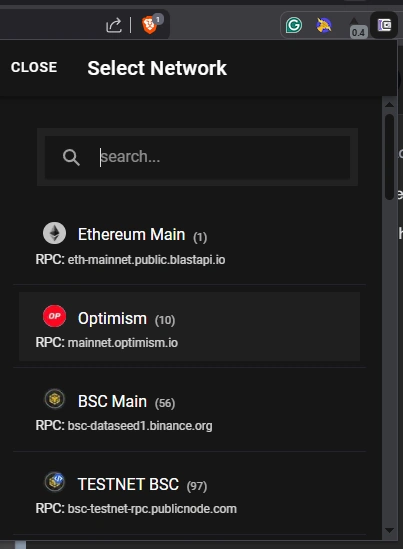 1
0.4
CLOSE Select Network
search...
Ethereum Main (1)
RPC: eth-mainnet.public.blastapi.io
OP Optimism (10)
RPC: mainnet.optimism.io
BSC Main (56)
RPC: bsc-dataseed1.binance.org
TESTNET BSC (97)
RPC: bsc-testnet-rpc.publicnode.com